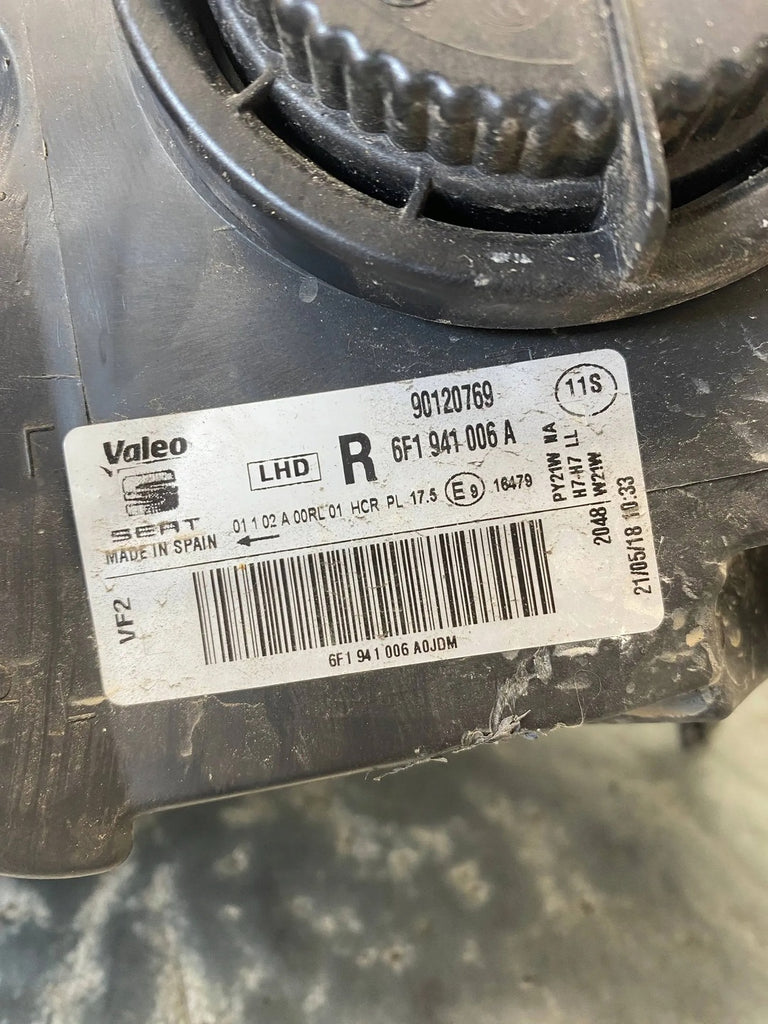 90120769
11S
Valeo
LHD
R
6F1 941 006 A
SEAT
01 1 02 A 00RL 01 HCR PL 17.5 E9 16479
MADE IN SPAIN
PY21W NA
H7-H7 LL
2048 W21W
21/05/18 10:33
VF2
6F1 941 006 A0JDM